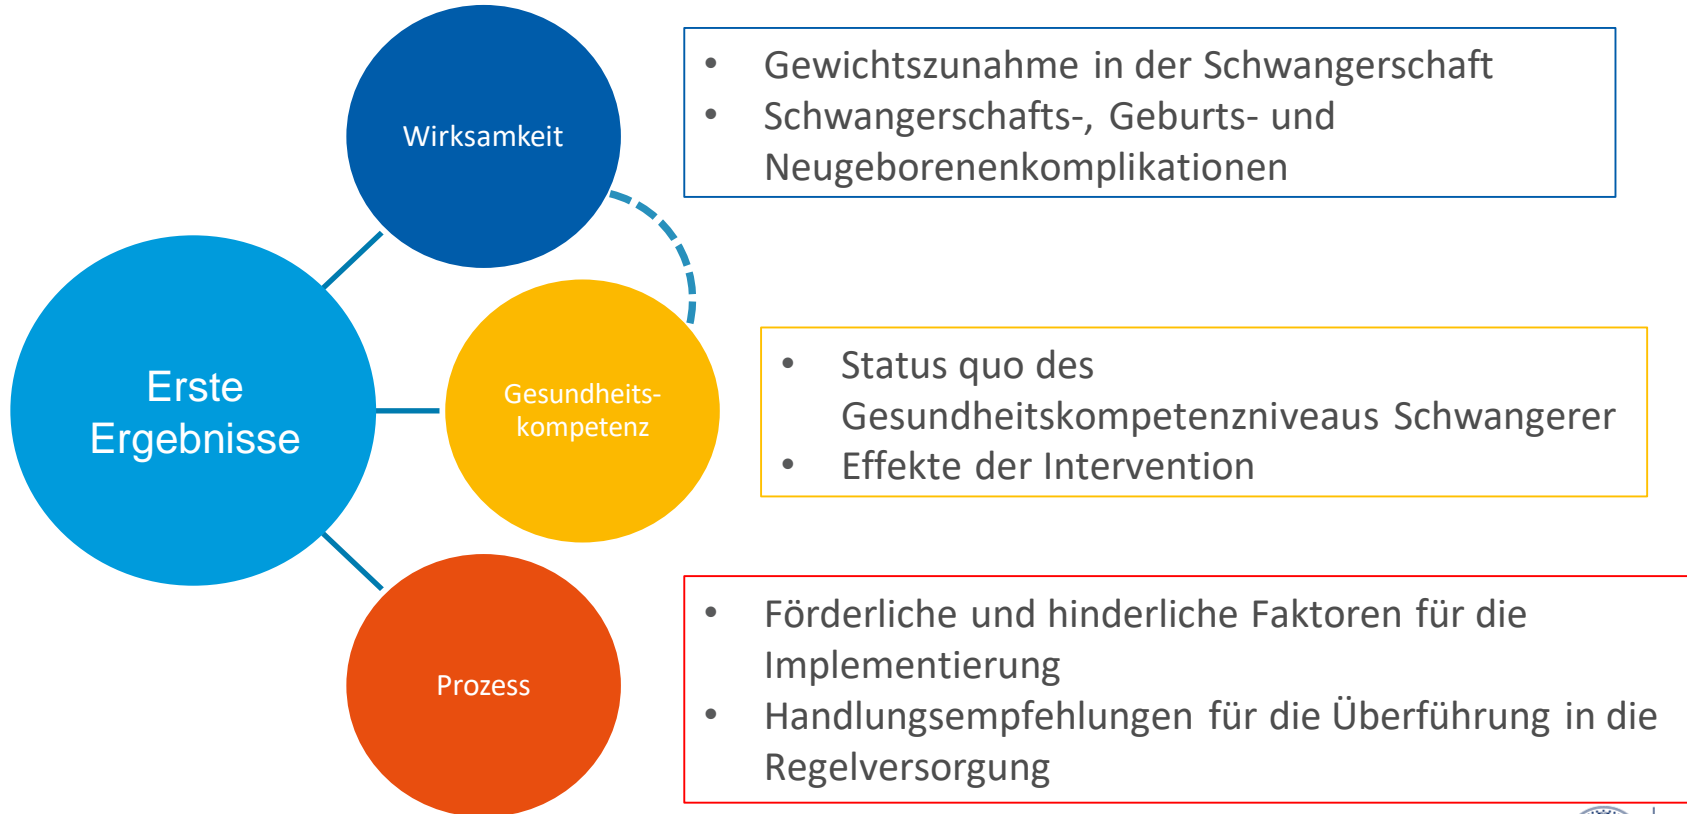 Wirksamkeit
• Gewichtszunahme in der Schwangerschaft
• Schwangerschafts-, Geburts- und
Neugeborenenkomplikationen
Erste
Ergebnisse
Gesundheits-
kompetenz
• Status quo des
Gesundheitskompetenzniveaus Schwangerer
• Effekte der Intervention
Prozess
• Förderliche und hinderliche Faktoren für die
Implementierung
• Handlungsempfehlungen für die Überführung in die
Regelversorgung